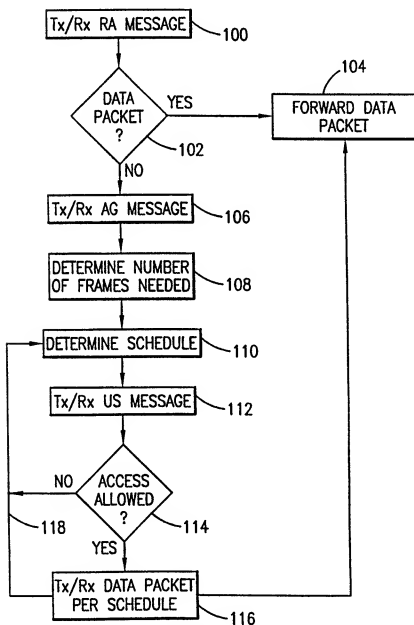 Tx/Rx RA MESSAGE
100
104
DATA
PACKET
?
YES
102
FORWARD DATA
PACKET
NO
Tx/Rx AG MESSAGE
106
DETERMINE NUMBER
OF FRAMES NEEDED
108
DETERMINE SCHEDULE
110
Tx/Rx US MESSAGE
112
NO
ACCESS
ALLOWED
?
118
114
YES
Tx/Rx DATA PACKET
PER SCHEDULE
116